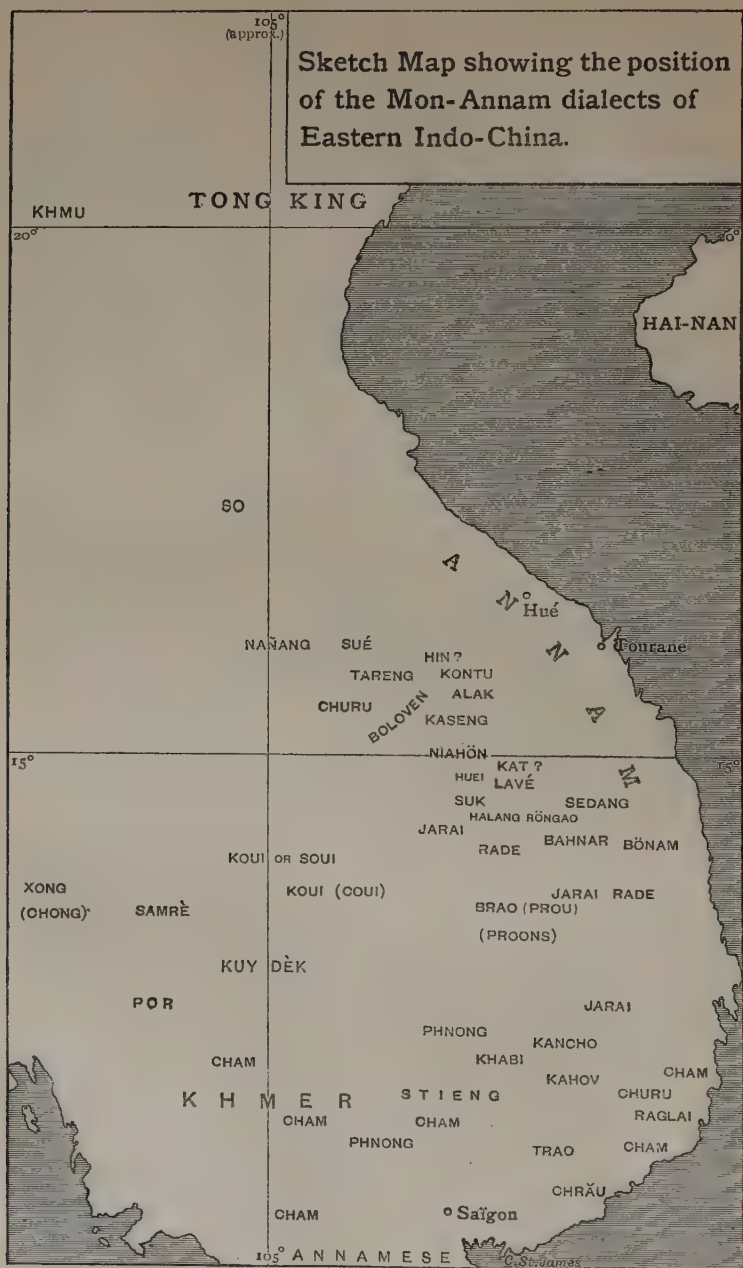 105°
(approx.)
Sketch Map showing the position
of the Mon-Annam dialects of
Eastern Indo-China.
KHMU
TONG KING
20°
20°
HAI-NAN
SO
ANNAM
Hué
NAÑANG
SUÉ
Tourane
HIN?
TARENG
KONTU
CHURU
BOLOVEN
ALAK
KASENG
15°
NIAHÖN
15°
KAT?
HUEI
LAVÉ
SUK
SEDANG
HALANG RÖNGAO
JARAI
RADE
BAHNAR
BÖNAM
KOUI OR SOUI
XONG
(CHONG)
SAMRÈ
KOUI (COUI)
JARAI RADE
BRAO (PROU)
(PROONS)
KUY DÈK
POR
JARAI
PHNONG
KANCHO
CHAM
KHABI
KAHOV
CHAM
KHMER
STIENG
CHURU
CHAM
CHAM
RAGLAI
PHNONG
TRAO
CHAM
CHRĂU
CHAM
Saïgon
105°
ANNAMESE
C. St. James